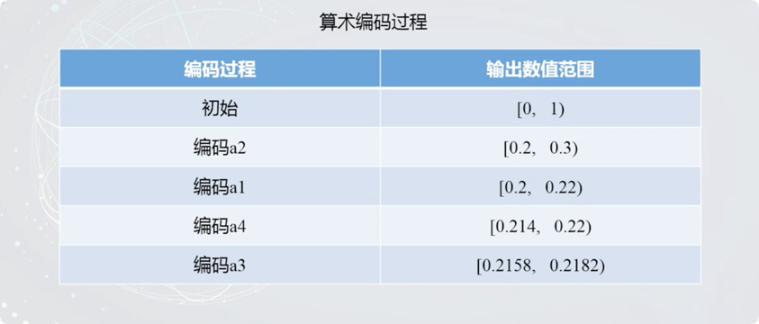 算术编码过程
编码过程 输出数值范围
初始 [0, 1)
编码a2 [0.2, 0.3)
编码a1 [0.2, 0.22)
编码a4 [0.214, 0.22)
编码a3 [0.2158, 0.2182)